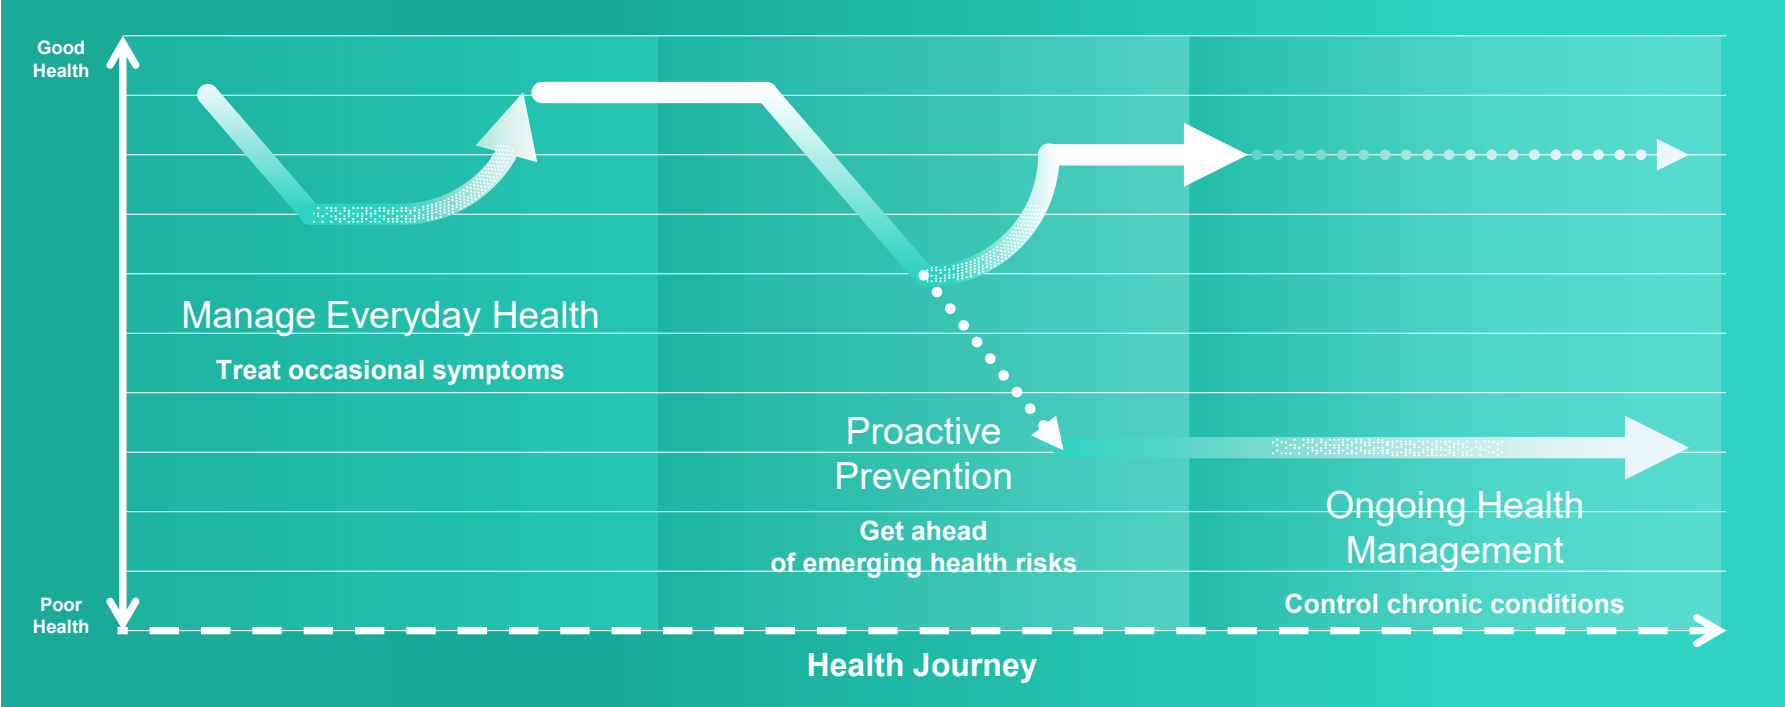 Good
Health
Manage Everyday Health
Treat occasional symptoms
Proactive
Prevention
Get ahead
of emerging health risks
Ongoing Health
Management
Control chronic conditions
Poor
Health
Health Journey